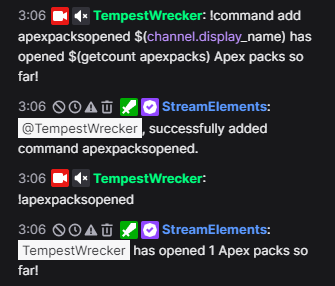 3:06 TempestWrecker: !command add
apexpacksopened $(channel.display_name) has
opened $(getcount apexpacks) Apex packs so
far!
3:06 StreamElements:
@TempestWrecker, successfully added
command apexpacksopened.
3:06 TempestWrecker:
!apexpacksopened
3:06 StreamElements:
TempestWrecker has opened 1 Apex packs so
far!